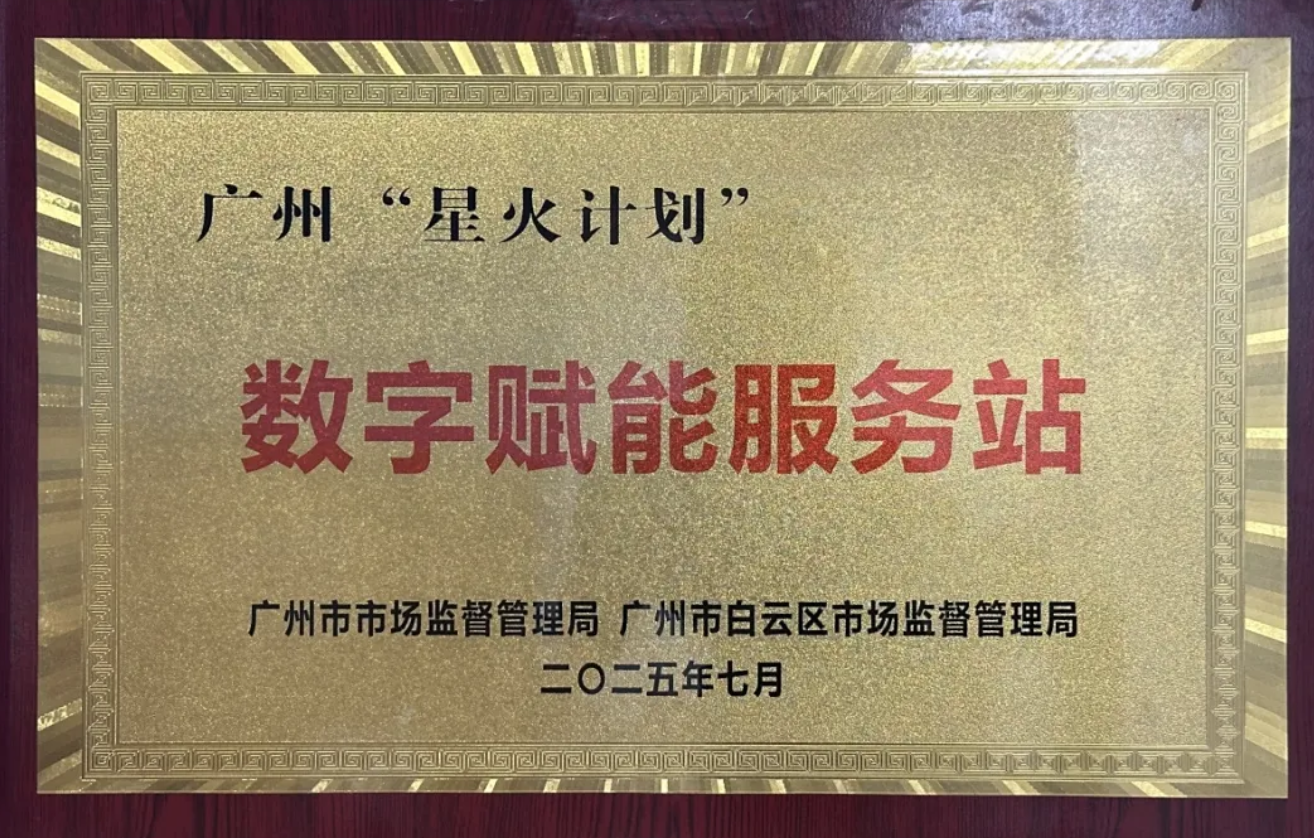 广州“星火计划”
数字赋能服务站
广州市市场监督管理局 广州市白云区市场监督管理局
二〇二五年七月